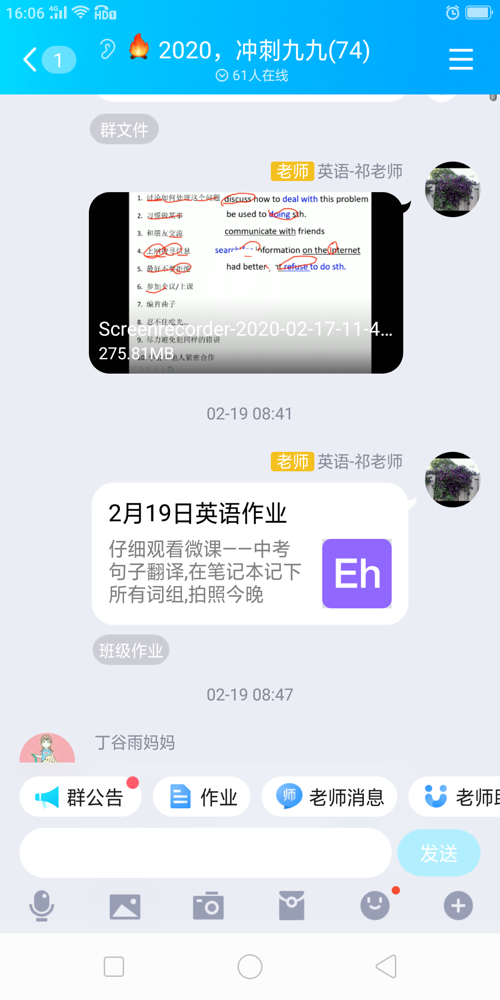 16:06 4G HD1
1
2020，冲刺九九(74)
61人在线
群文件
老师 英语-祁老师
1. 讨论如何处理这个问题 discuss how to deal with this problem
2. 习惯做某事 be used to doing sth.
3. 和朋友交流 communicate with friends
4. 上网搜寻信息 search for information on the Internet
5. 最好不要拒绝 had better refuse to do sth.
6. 参加会议/上课
7. 编首曲子
8. 忍不住吃光...
Screenrecorder-2020-02-17-11-4...
9. 尽力避免犯同样的错误
275.81MB
10. 他人紧密合作
02-19 08:41
老师 英语-祁老师
2月19日英语作业
仔细观看微课——中考
句子翻译,在笔记本记下
所有词组,拍照今晚
Eh
班级作业
02-19 08:47
丁谷雨妈妈
群公告 作业 师 老师消息 老师
发送